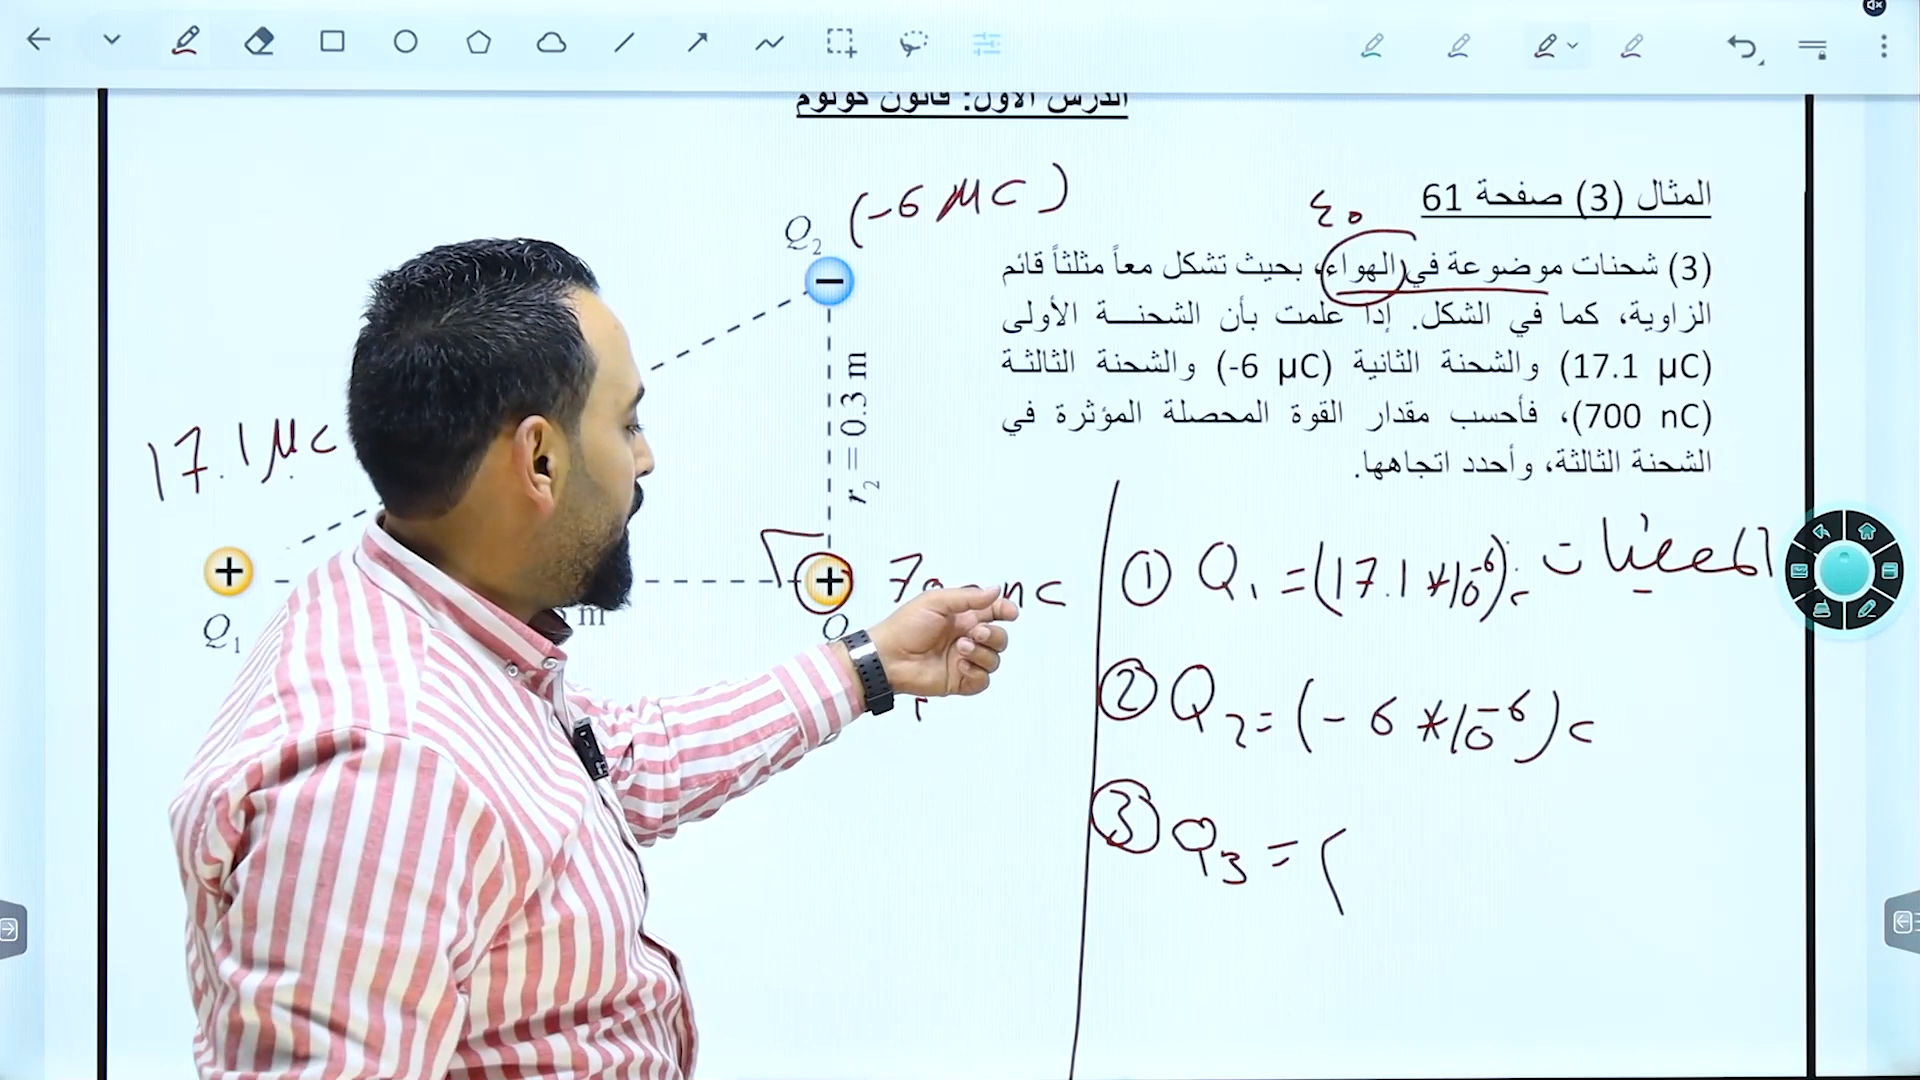 الدرس الأول: قانون كولوم
المثال (3) صفحة 61
(3) شحنات موضوعة في الهواء، بحيث تشكل معاً مثلثاً قائم
الزاوية، كما في الشكل. إذا علمت بأن الشحنة الأولى
(17.1 μC) والشحنة الثانية (-6 μC) والشحنة الثالثة
(700 nC)، فأحسب مقدار القوة المحصلة المؤثرة في
الشحنة الثالثة، وأحدد اتجاهها.
ε₀
Q₂ (-6 μC)
17.1 μC
r₂ = 0.3 m
Q₁
m
Q
nC
المعطيات
① Q₁ = (17.1 * 10⁻⁶) C
② Q₂ = (- 6 * 10⁻⁶) C
③ Q₃ = (